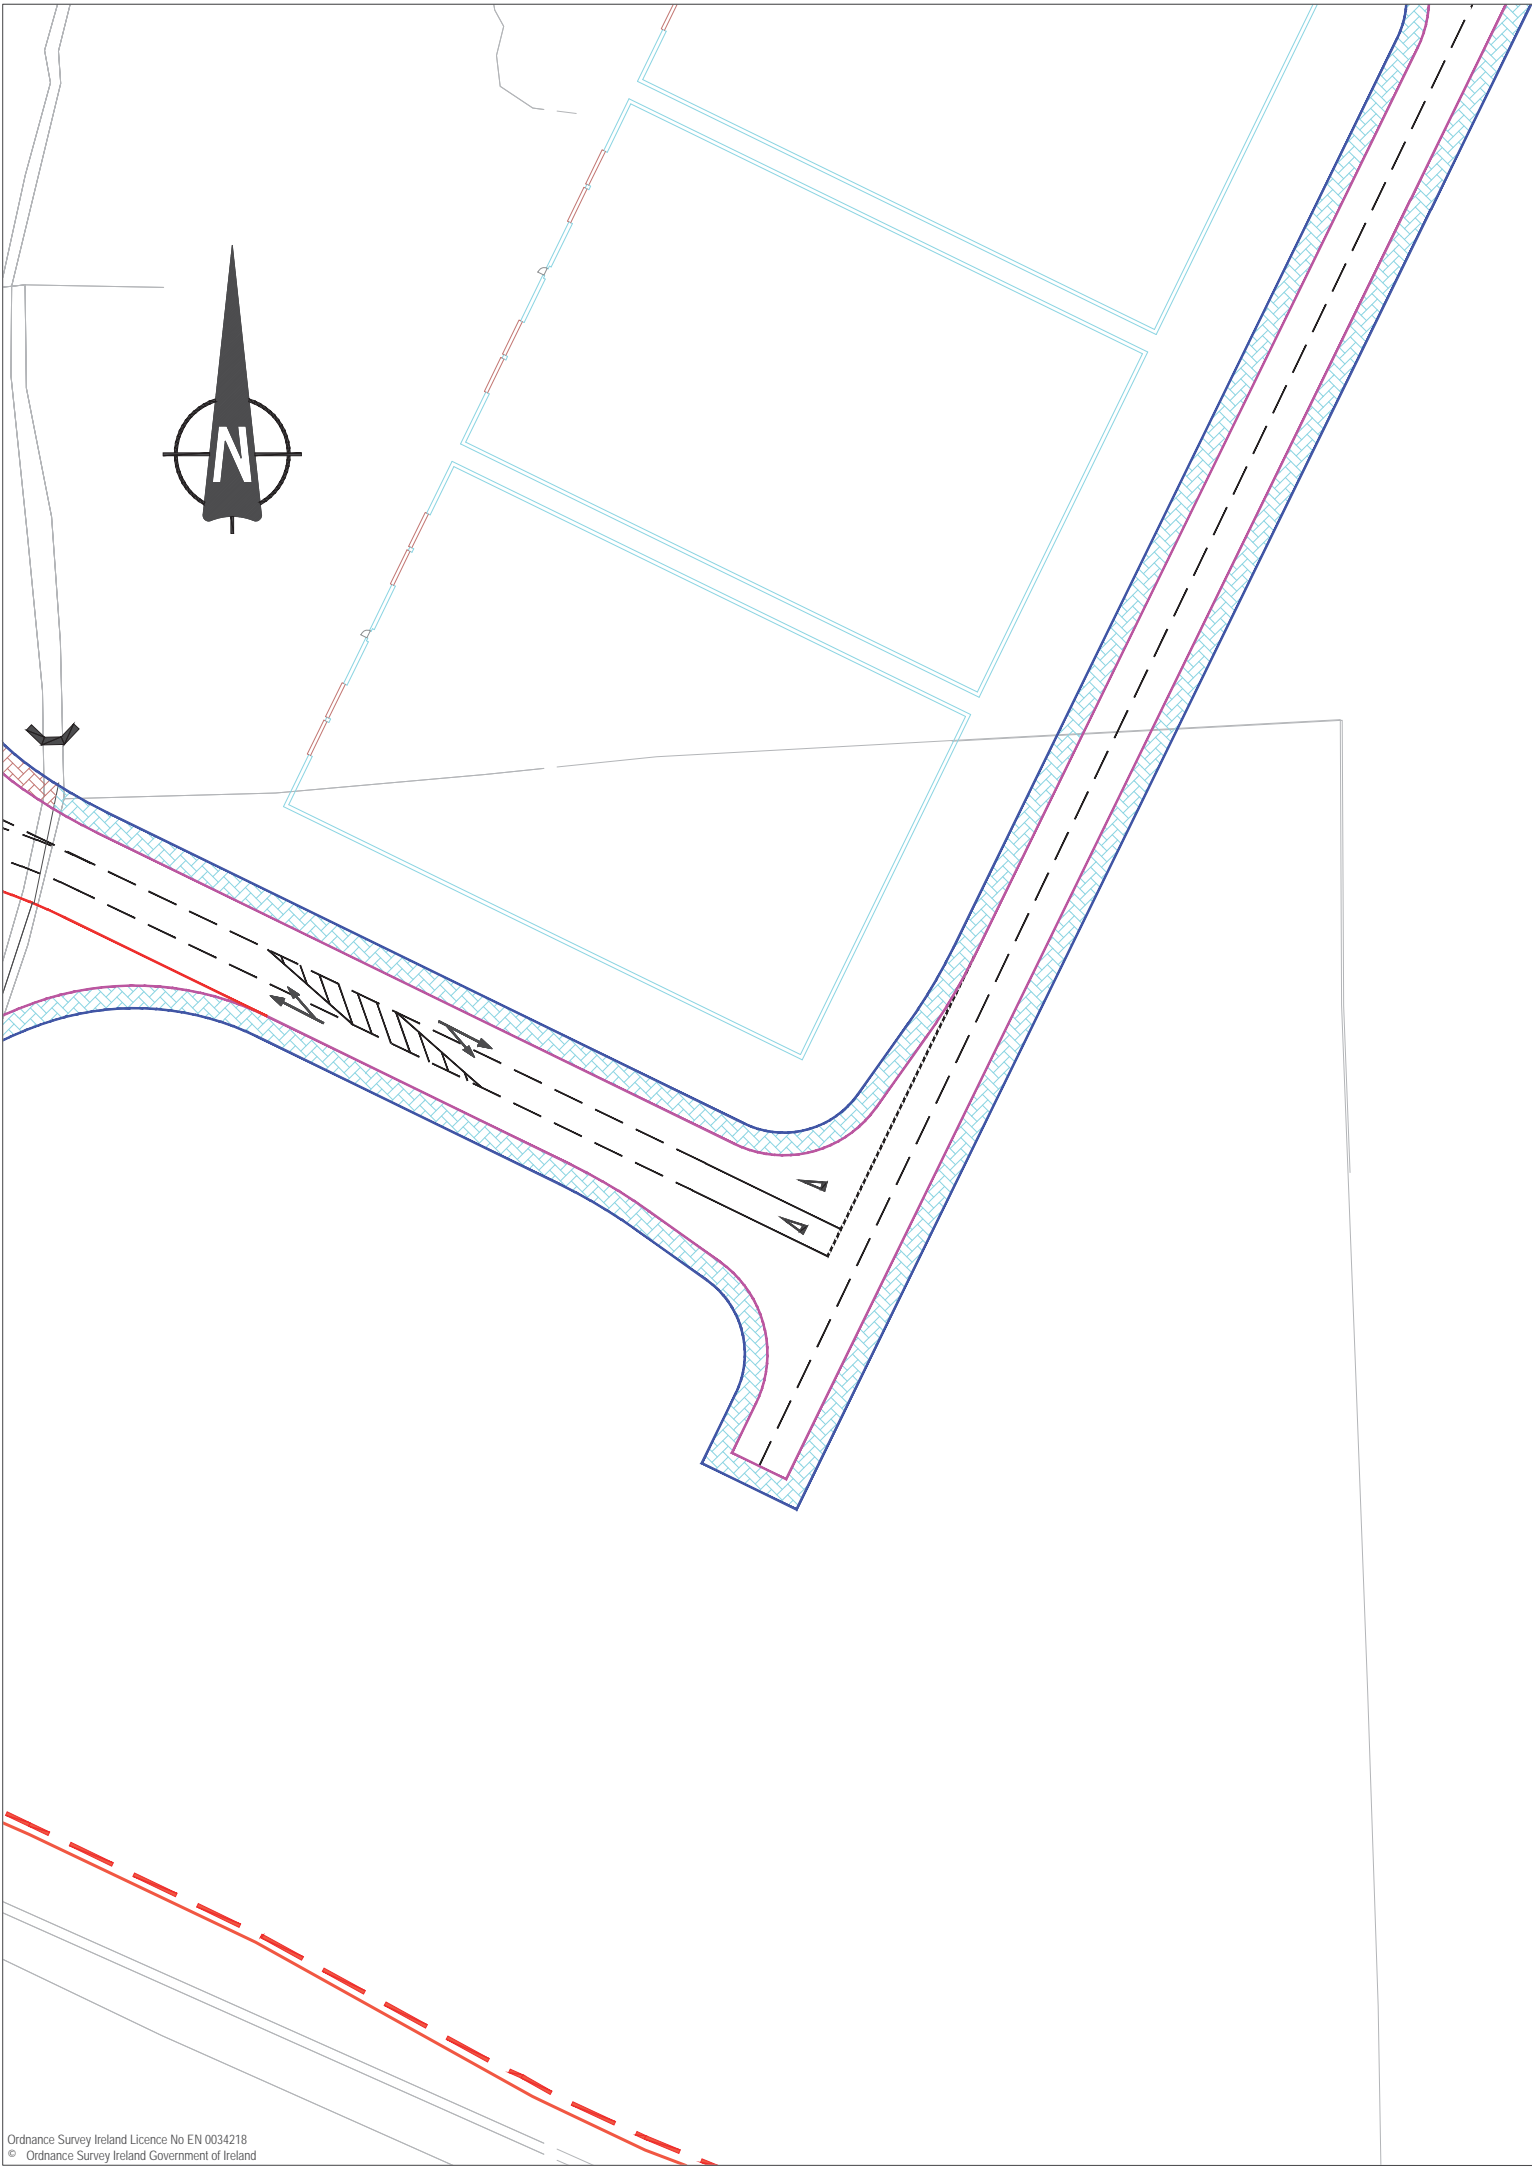 N
Ordnance Survey Ireland Licence No EN 0034218
© Ordnance Survey Ireland Government of Ireland